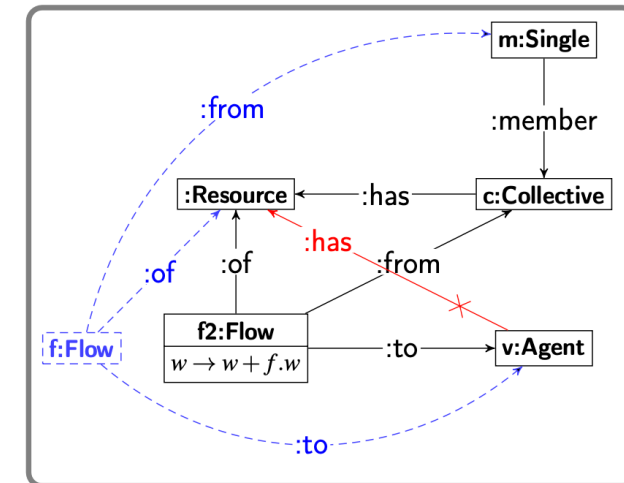 m:Single
:from
:member
:Resource
:has
c:Collective
:has
:of
:of
:from
f2:Flow
f:Flow
w → w + f.w
:to
v:Agent
:to